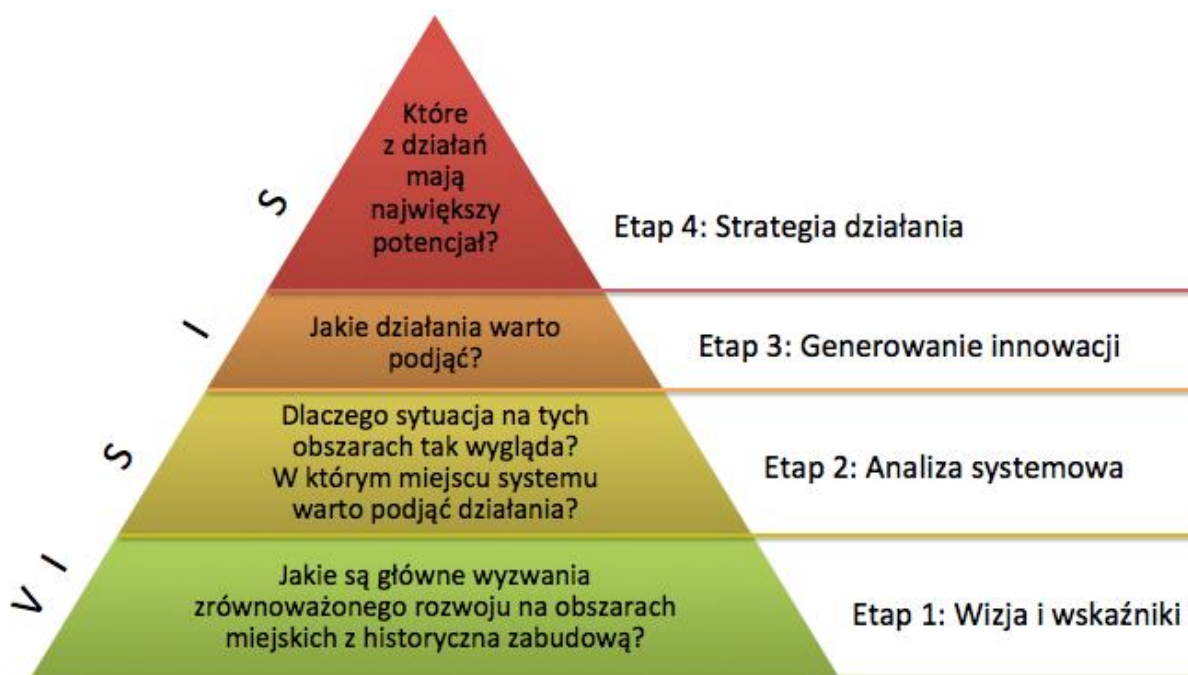 Które
z działań
mają
największy
potencjał?
Etap 4: Strategia działania
S
Jakie działania warto
podjąć?
Etap 3: Generowanie innowacji
I
Dlaczego sytuacja na tych
obszarach tak wygląda?
W którym miejscu systemu
warto podjąć działania?
Etap 2: Analiza systemowa
S
Jakie są główne wyzwania
zrównoważonego rozwoju na obszarach
miejskich z historyczna zabudową?
Etap 1: Wizja i wskaźniki
V I